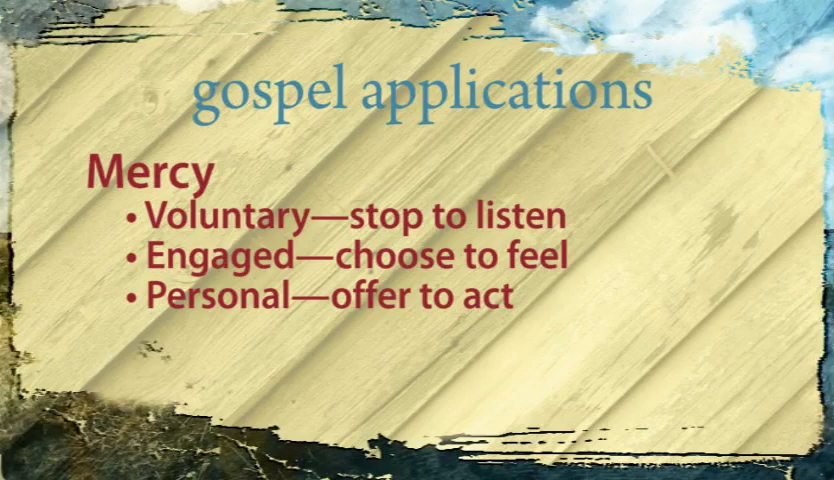 gospel applications
Mercy
• Voluntary—stop to listen
• Engaged—choose to feel
• Personal—offer to act